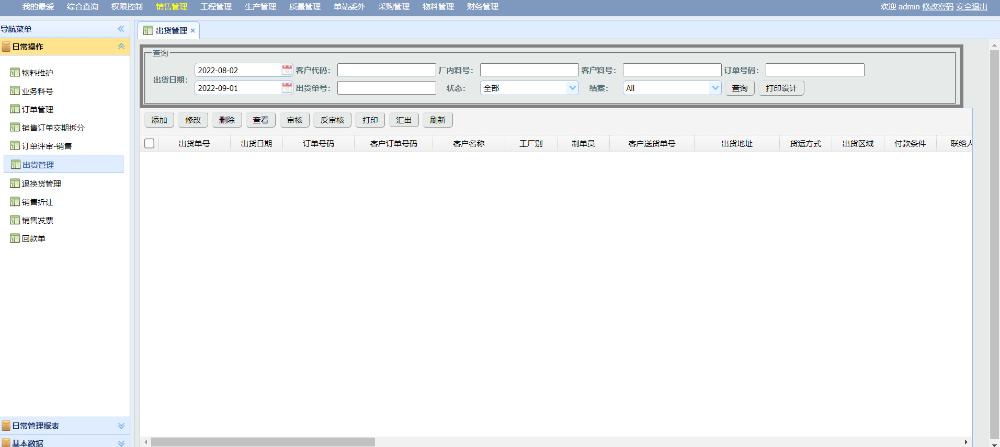 我的最爱 综合查询 权限控制 销售管理 工程管理 生产管理 质量管理 单站委外 采购管理 物料管理 财务管理 欢迎 admin 修改密码 安全退出
导航菜单
日常操作
物料维护
业务料号
订单管理
销售订单交期拆分
订单评审-销售
出货管理
退换货管理
销售折让
销售发票
回款单
日常管理报表
基本数据
出货管理
查询
出货日期： 2022-08-02 客户代码： 厂内料号： 客户料号： 订单号码：
2022-09-01 出货单号： 状态： 全部 结案： All 查询 打印设计
添加 修改 删除 查看 审核 反审核 打印 汇出 刷新
出货单号 出货日期 订单号码 客户订单号码 客户名称 工厂别 制单员 客户送货单号 出货地址 货运方式 出货区域 付款条件 联络人